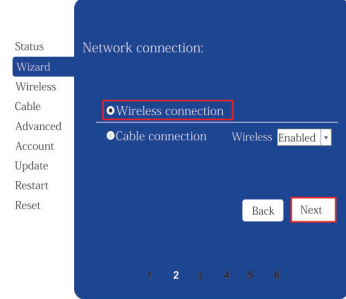 Status
Wizard
Wireless
Cable
Advanced
Account
Update
Restart
Reset
Network connection:
Wireless connection
Cable connection
Wireless Enabled
Back Next
1 2 3 4 5 6